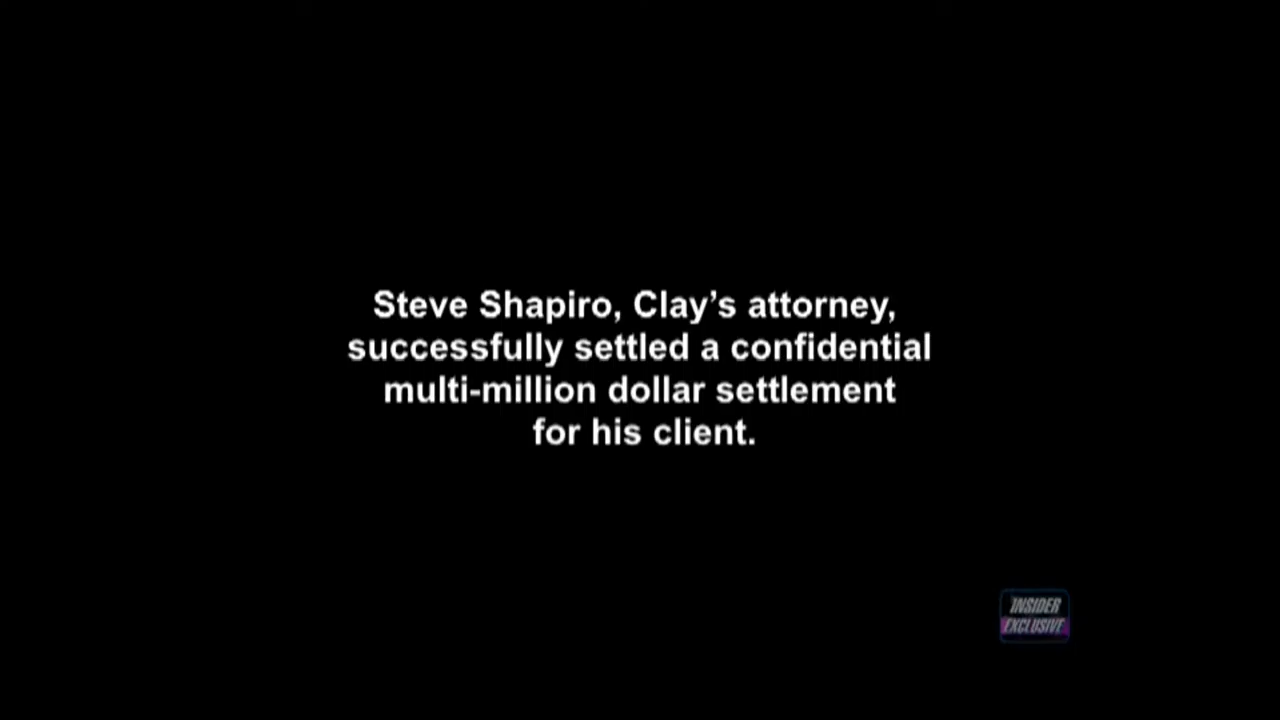 Steve Shapiro, Clay’s attorney,
successfully settled a confidential
multi-million dollar settlement
for his client.
INSIDER
EXCLUSIVE